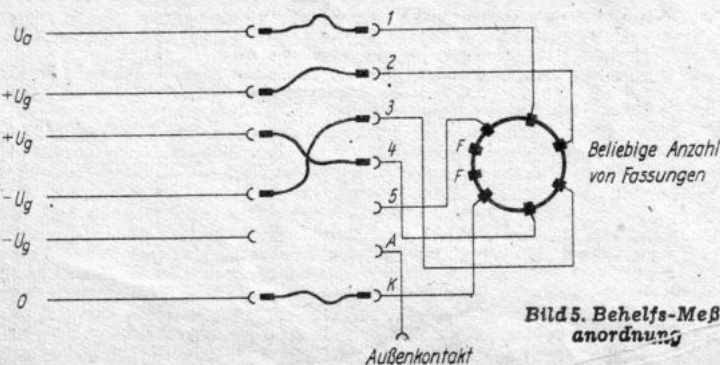 Ua
+Ug
+Ug
-Ug
-Ug
0
1
2
3
4
5
A
K
F
F
Beliebige Anzahl
von Fassungen
Außenkontakt
Bild 5. Behelfs-Meß
anordnung